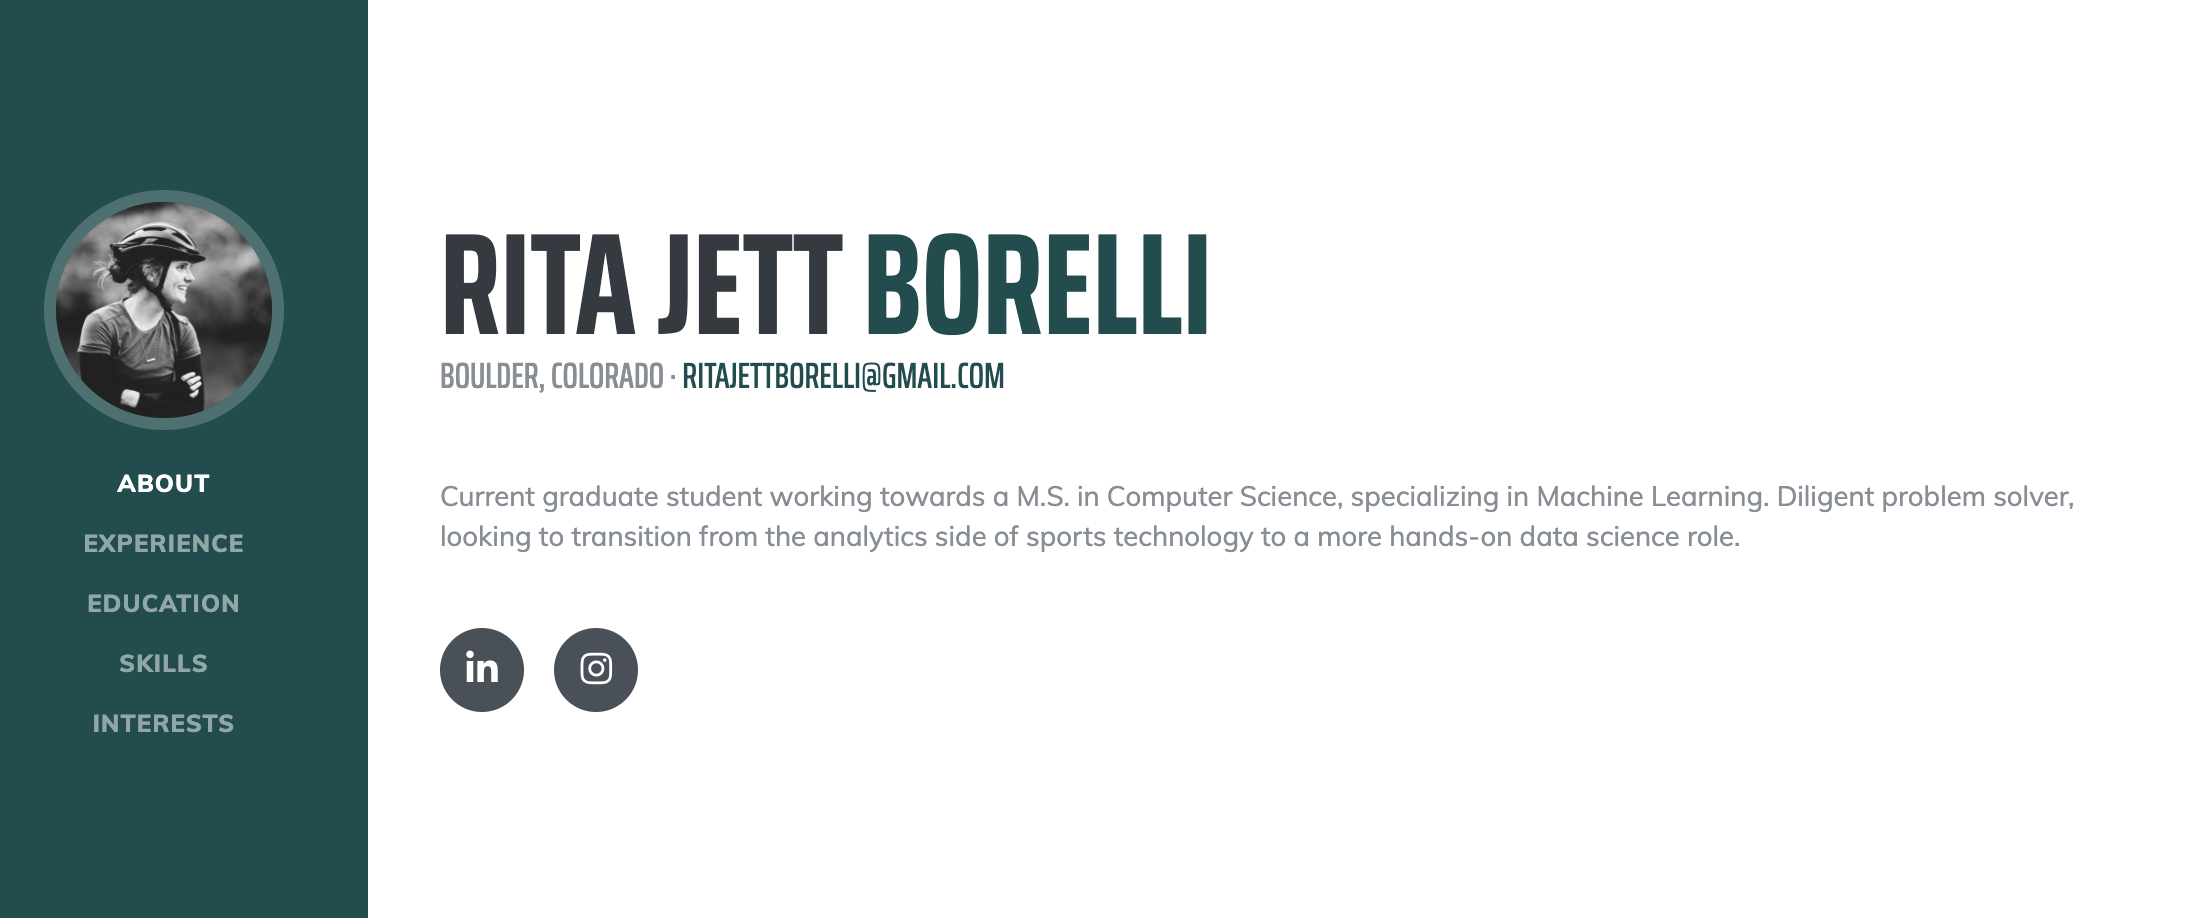 ABOUT
EXPERIENCE
EDUCATION
SKILLS
INTERESTS
RITA JETT BORELLI
BOULDER, COLORADO · RITAJETTBORELLI@GMAIL.COM
Current graduate student working towards a M.S. in Computer Science, specializing in Machine Learning. Diligent problem solver,
looking to transition from the analytics side of sports technology to a more hands-on data science role.
in